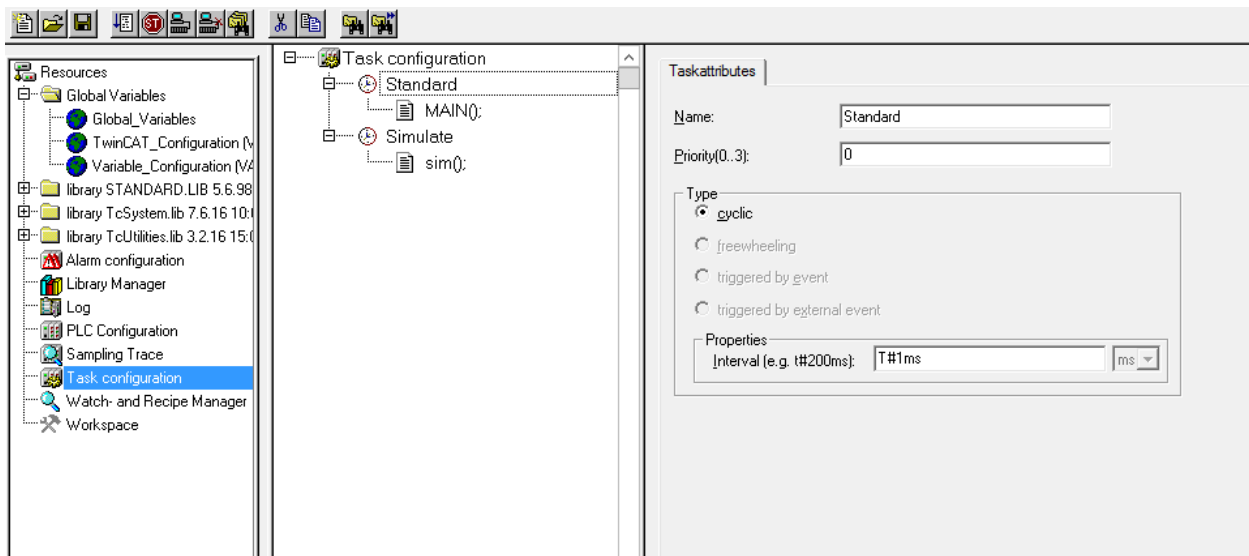 Resources
Global Variables
Global_Variables
TwinCAT_Configuration (V
Variable_Configuration (VA
library STANDARD.LIB 5.6.98
library TcSystem.lib 7.6.16 10:
library TcUtilities.lib 3.2.16 15:(
Alarm configuration
Library Manager
Log
PLC Configuration
Sampling Trace
Task configuration
Watch- and Recipe Manager
Workspace
Task configuration
Standard
MAIN();
Simulate
sim();
Taskattributes
Name: Standard
Priority(0..3): 0
Type
cyclic
freewheeling
triggered by event
triggered by external event
Properties
Interval (e.g. t#200ms): T#1ms ms